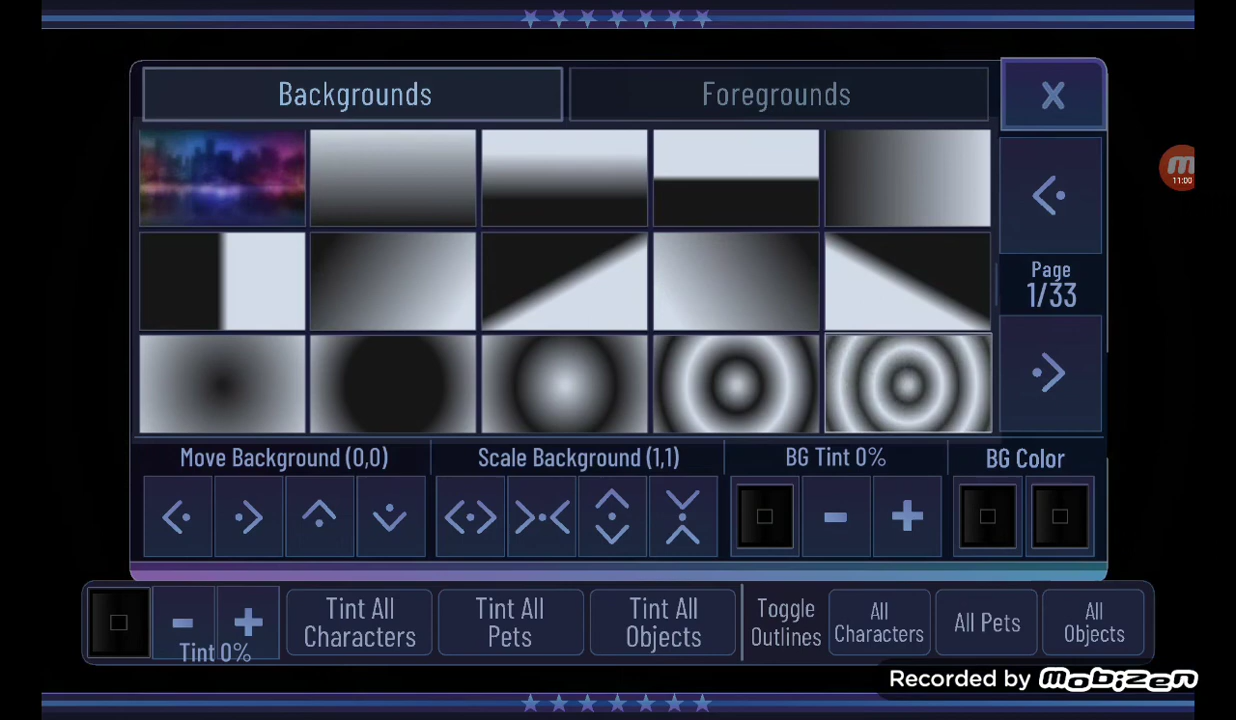 Backgrounds
Foregrounds
X
11:00
Page
1/33
Move Background (0,0)
Scale Background (1,1)
BG Tint 0%
BG Color
Tint 0%
Tint All
Characters
Tint All
Pets
Tint All
Objects
Toggle
Outlines
All
Characters
All Pets
All
Objects
Recorded by mobizen